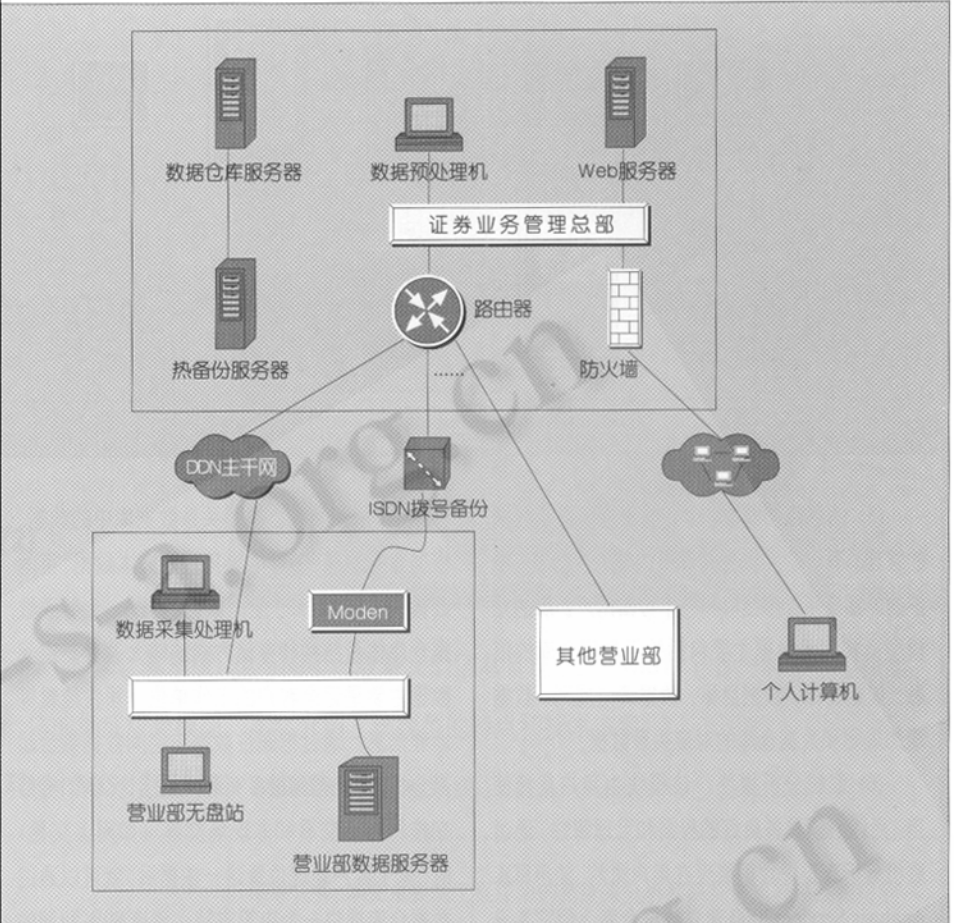 数据仓库服务器
数据预处理机
Web服务器
证券业务管理总部
路由器
热备份服务器
防火墙
......
DDN主干网
ISDN拨号备份
数据采集处理机
Moden
其他营业部
个人计算机
营业部无盘站
营业部数据服务器
-s-a.org.cn
cn